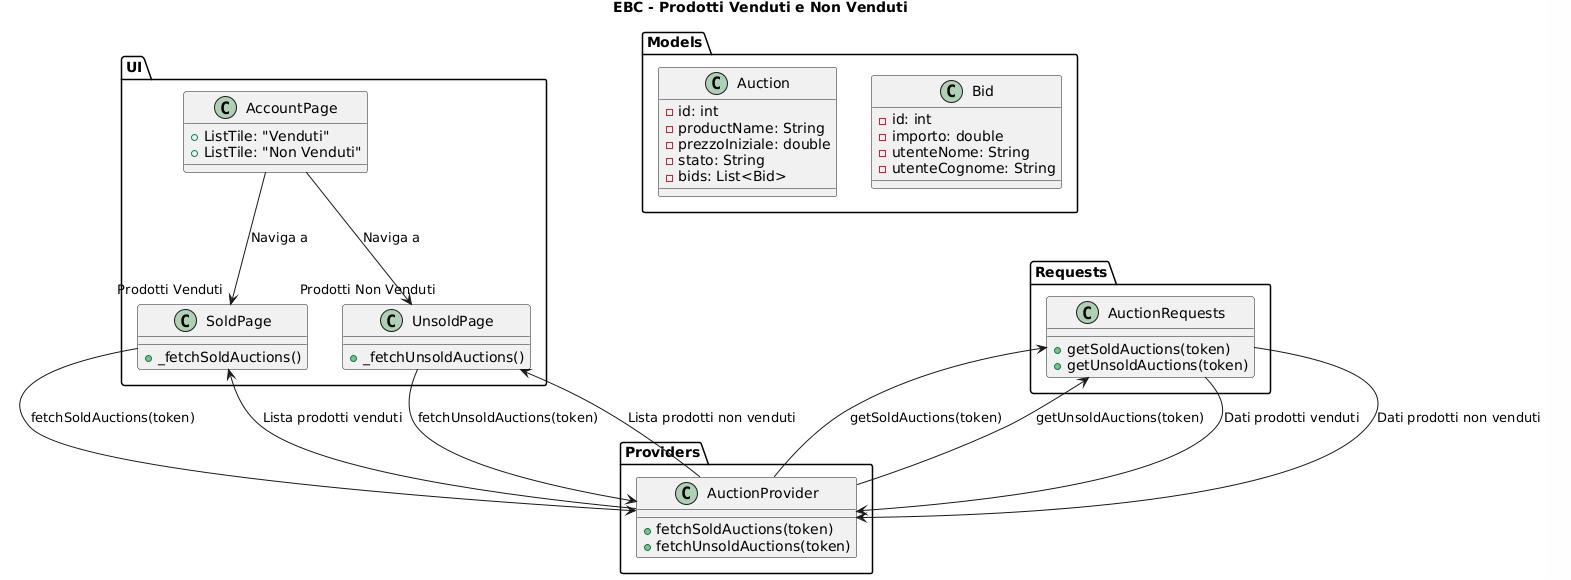 EBC - Prodotti Venduti e Non Venduti
Models
C Auction
id: int
productName: String
prezzoIniziale: double
stato: String
bids: List<Bid>
C Bid
id: int
importo: double
utenteNome: String
utenteCognome: String
UI
C AccountPage
ListTile: "Venduti"
ListTile: "Non Venduti"
Naviga a
Naviga a
Prodotti Venduti
Prodotti Non Venduti
C SoldPage
_fetchSoldAuctions()
C UnsoldPage
_fetchUnsoldAuctions()
Requests
C AuctionRequests
getSoldAuctions(token)
getUnsoldAuctions(token)
fetchSoldAuctions(token)
Lista prodotti venduti
fetchUnsoldAuctions(token)
Lista prodotti non venduti
getSoldAuctions(token)
getUnsoldAuctions(token)
Dati prodotti venduti
Dati prodotti non venduti
Providers
C AuctionProvider
fetchSoldAuctions(token)
fetchUnsoldAuctions(token)